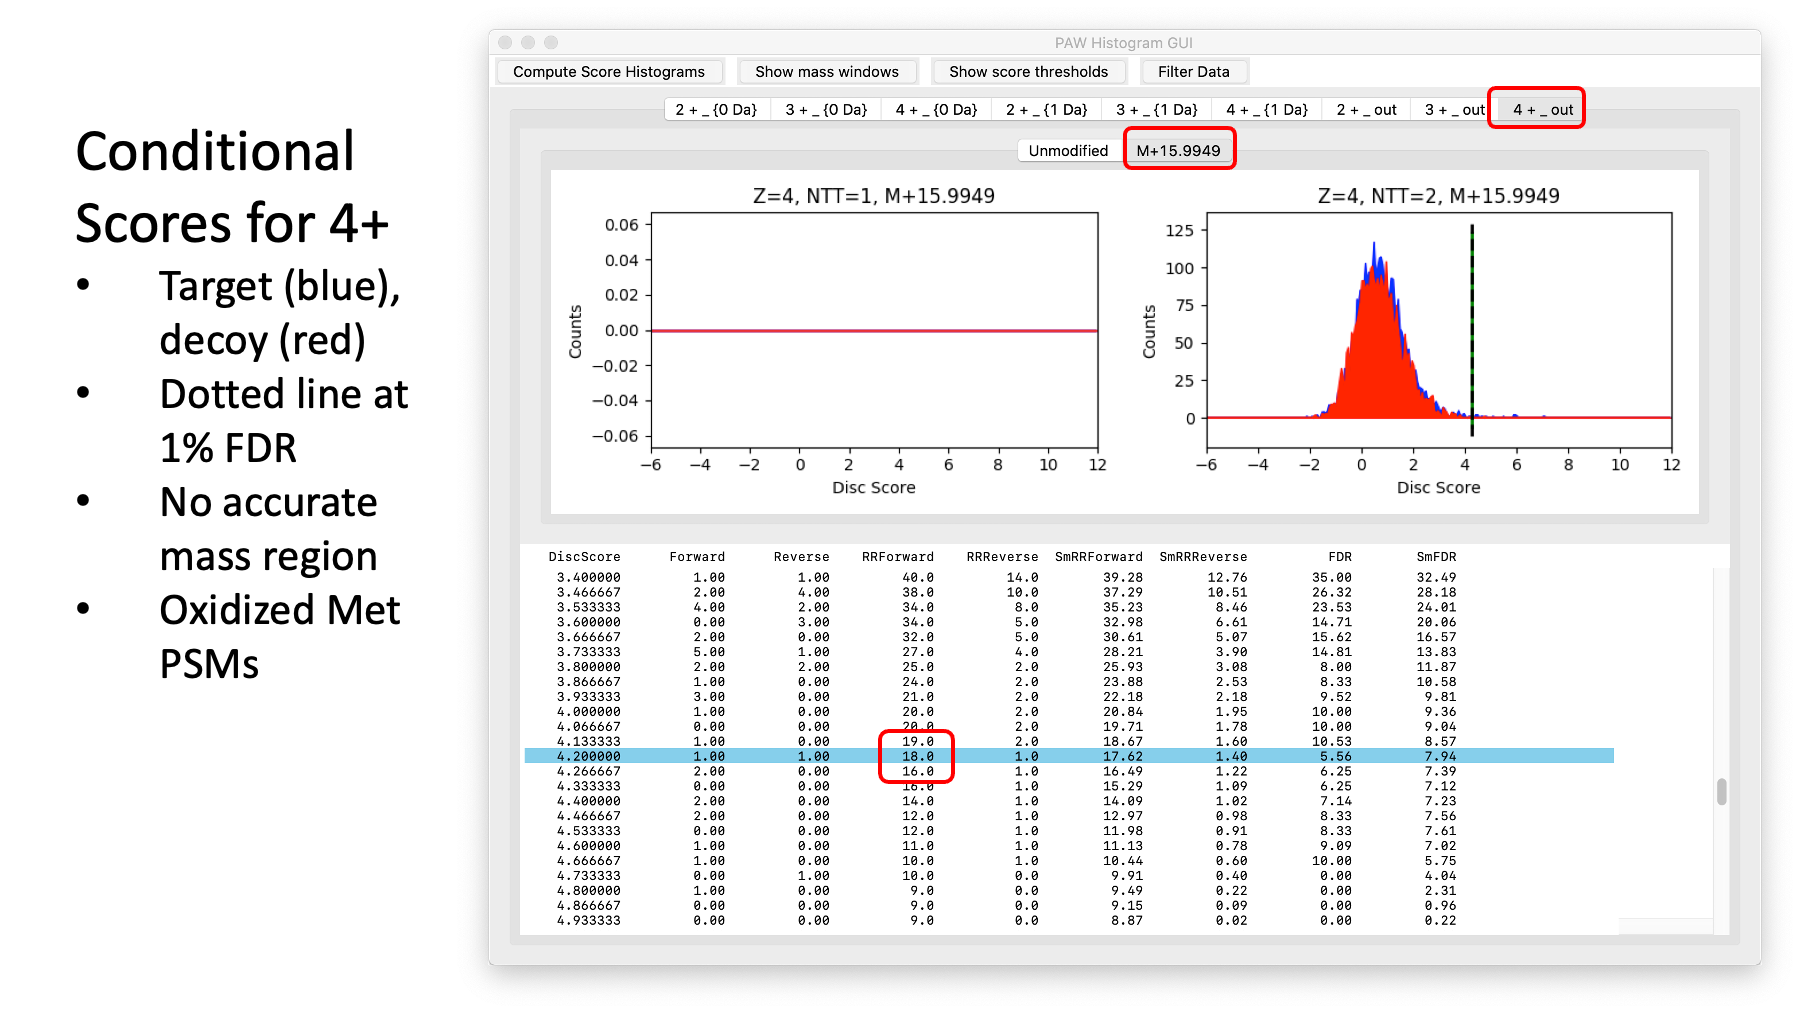 Conditional
Scores for 4+
• Target (blue),
decoy (red)
• Dotted line at
1% FDR
• No accurate
mass region
• Oxidized Met
PSMs
PAW Histogram GUI
Compute Score Histograms Show mass windows Show score thresholds Filter Data
2 + _ {0 Da} 3 + _ {0 Da} 4 + _ {0 Da} 2 + _ {1 Da} 3 + _ {1 Da} 4 + _ {1 Da} 2 + _ out 3 + _ out 4 + _ out
Unmodified M+15.9949
Z=4, NTT=1, M+15.9949
0.06
0.04
0.02
0.00
−0.02
−0.04
−0.06
Counts
−6 −4 −2 0 2 4 6 8 10 12
Disc Score
Z=4, NTT=2, M+15.9949
125
100
75
50
25
0
Counts
−6 −4 −2 0 2 4 6 8 10 12
Disc Score
DiscScore Forward Reverse RRForward RRReverse SmRRForward SmRRReverse FDR SmFDR
3.400000 1.00 1.00 40.0 14.0 39.28 12.76 35.00 32.49
3.466667 2.00 4.00 38.0 10.0 37.29 10.51 26.32 28.18
3.533333 4.00 2.00 34.0 8.0 35.23 8.46 23.53 24.01
3.600000 0.00 3.00 34.0 5.0 32.98 6.61 14.71 20.06
3.666667 2.00 0.00 32.0 5.0 30.61 5.07 15.62 16.57
3.733333 5.00 1.00 27.0 4.0 28.21 3.90 14.81 13.83
3.800000 2.00 2.00 25.0 2.0 25.93 3.08 8.00 11.87
3.866667 1.00 0.00 24.0 2.0 23.88 2.53 8.33 10.58
3.933333 3.00 0.00 21.0 2.0 22.18 2.18 9.52 9.81
4.000000 1.00 0.00 20.0 2.0 20.84 1.95 10.00 9.36
4.066667 0.00 0.00 20.0 2.0 19.71 1.78 10.00 9.04
4.133333 1.00 0.00 19.0 2.0 18.67 1.60 10.53 8.57
4.200000 1.00 1.00 18.0 1.0 17.62 1.40 5.56 7.94
4.266667 2.00 0.00 16.0 1.0 16.49 1.22 6.25 7.39
4.333333 0.00 0.00 16.0 1.0 15.29 1.09 6.25 7.12
4.400000 2.00 0.00 14.0 1.0 14.09 1.02 7.14 7.23
4.466667 2.00 0.00 12.0 1.0 12.97 0.98 8.33 7.56
4.533333 0.00 0.00 12.0 1.0 11.98 0.91 8.33 7.61
4.600000 1.00 0.00 11.0 1.0 11.13 0.78 9.09 7.02
4.666667 1.00 0.00 10.0 1.0 10.44 0.60 10.00 5.75
4.733333 0.00 1.00 10.0 0.0 9.91 0.40 0.00 4.04
4.800000 1.00 0.00 9.0 0.0 9.49 0.22 0.00 2.31
4.866667 0.00 0.00 9.0 0.0 9.15 0.09 0.00 0.96
4.933333 0.00 0.00 9.0 0.0 8.87 0.02 0.00 0.22